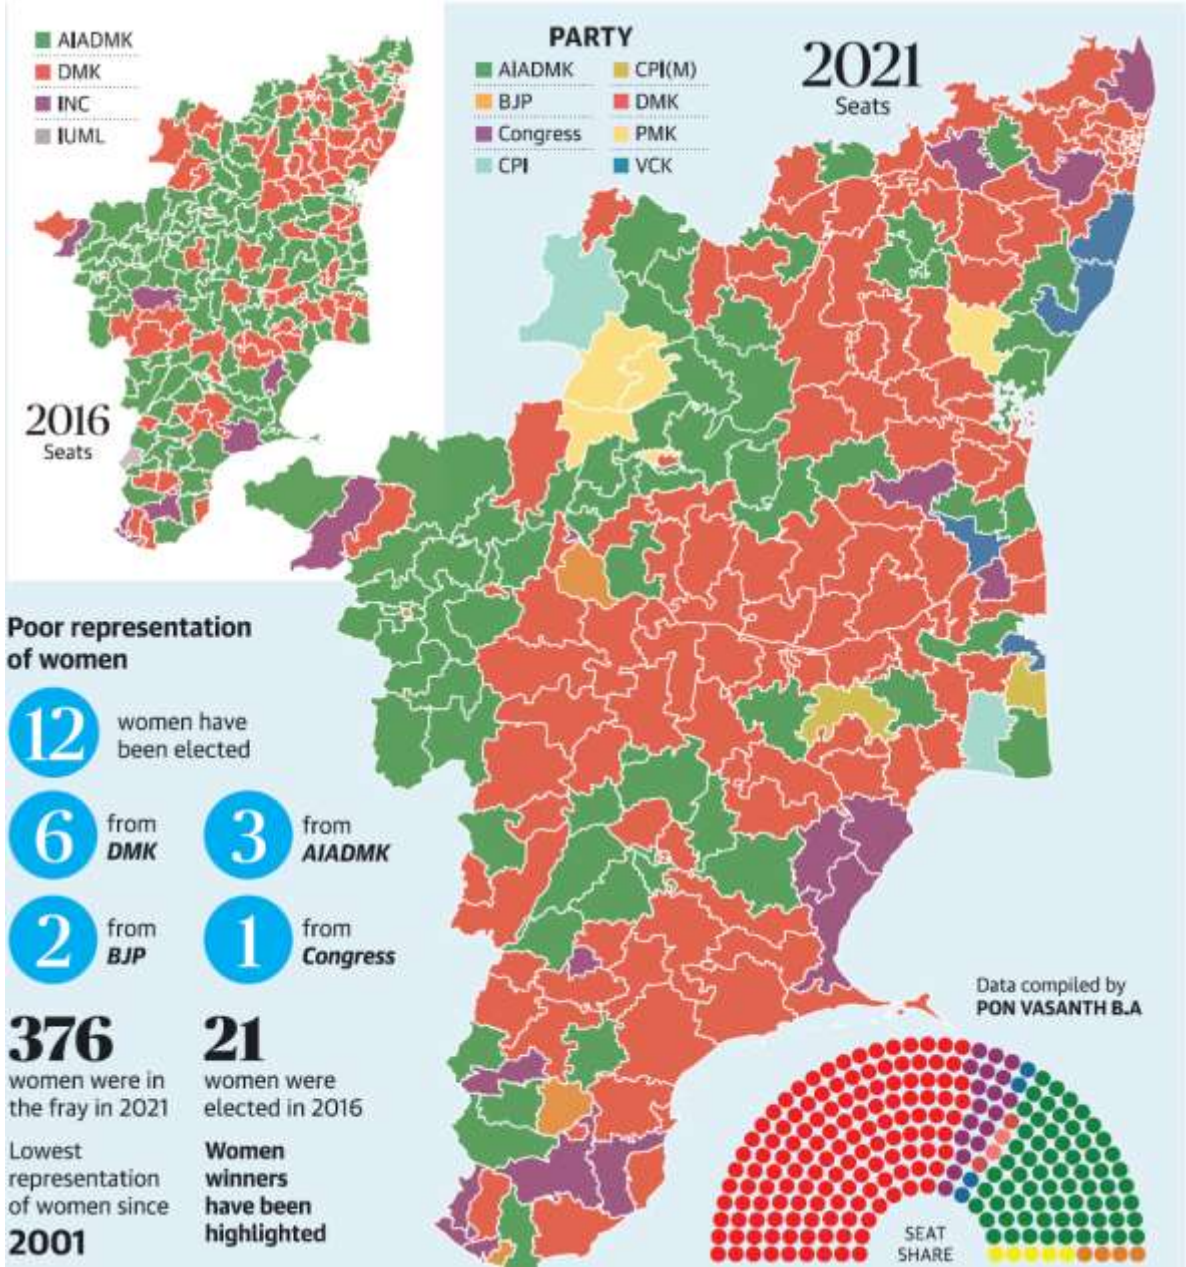 AIADMK
DMK
INC
IUML
2016
Seats
PARTY
AIADMK
BJP
Congress
CPI
CPI(M)
DMK
PMK
VCK
2021
Seats
Poor representation
of women
12
women have
been elected
6
from
DMK
3
from
AIADMK
2
from
BJP
1
from
Congress
376
women were in
the fray in 2021
21
women were
elected in 2016
Lowest
representation
of women since
2001
Women
winners
have been
highlighted
Data compiled by
PON VASANTH B.A
SEAT
SHARE